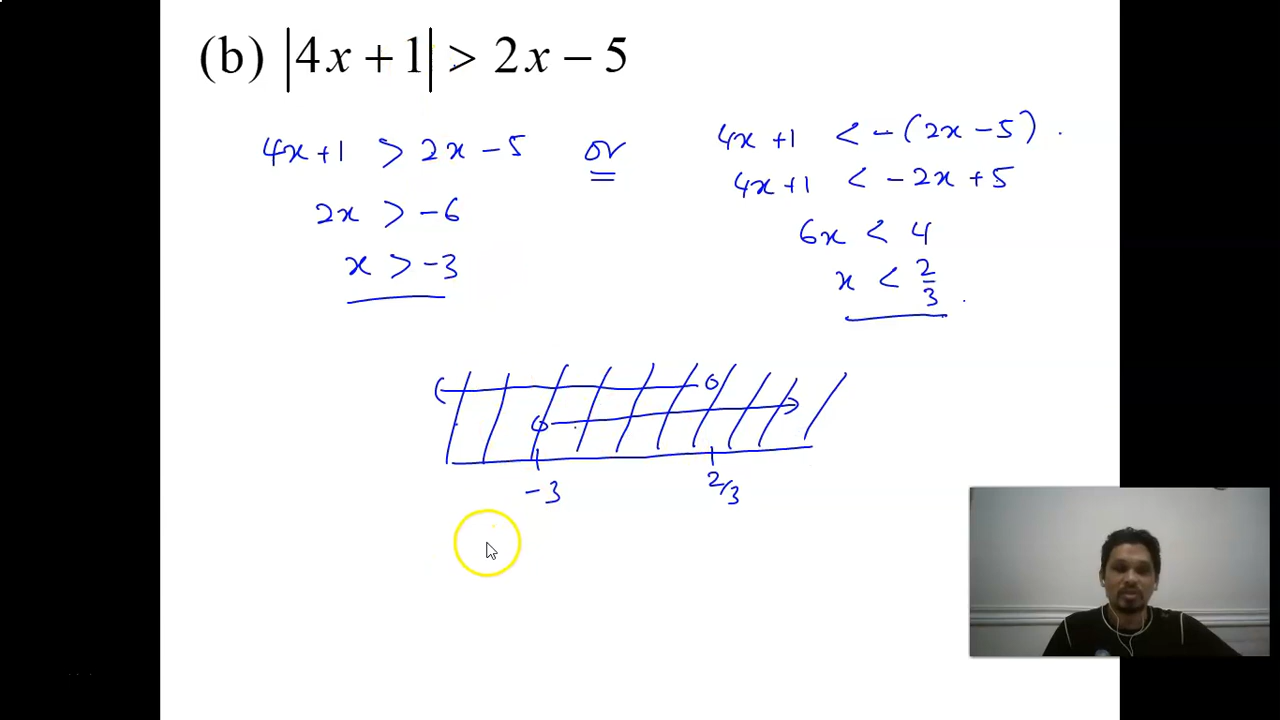 (b) |4x + 1| > 2x − 5
4x+1 > 2x − 5 or 4x +1 < −(2x − 5) .
4x+1 < −2x + 5
2x > −6
6x < 4
x > −3
x < 2/3 .
−3 2/3